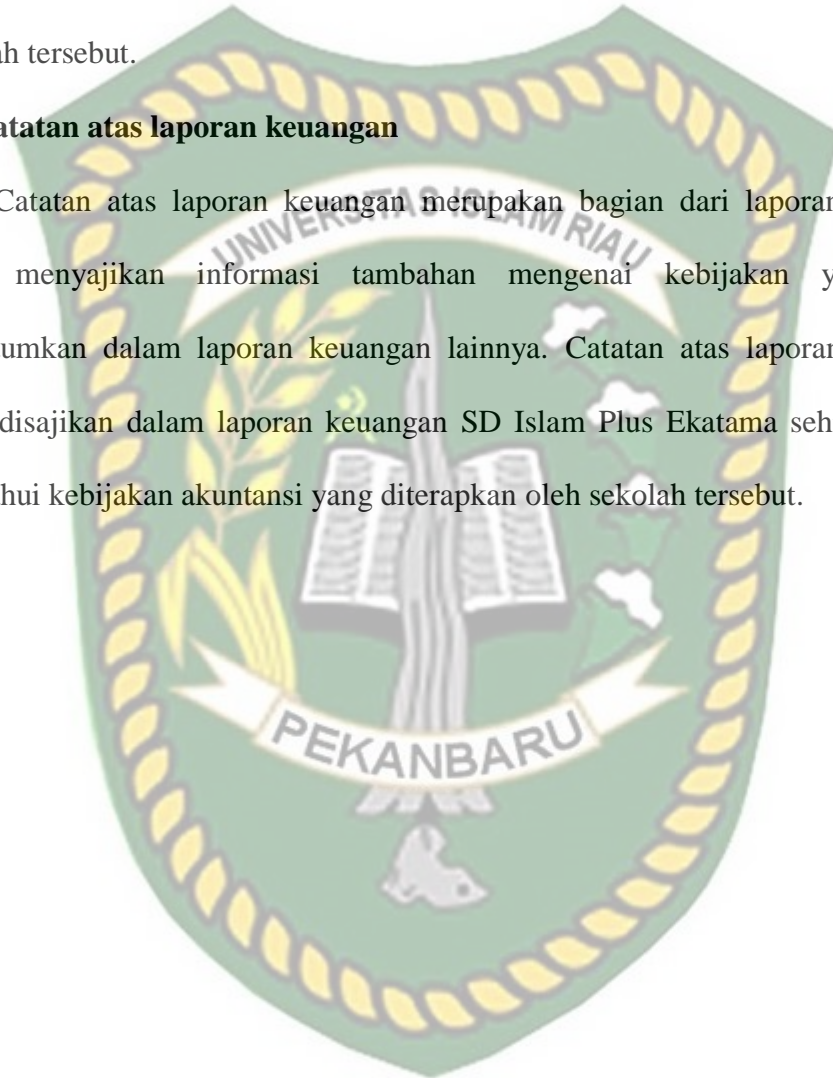 ah tersebut.
atatan atas laporan keuangan
Catatan atas laporan keuangan merupakan bagian dari laporan
menyajikan informasi tambahan mengenai kebijakan y
tumkan dalam laporan keuangan lainnya. Catatan atas laporan
disajikan dalam laporan keuangan SD Islam Plus Ekatama seh
hui kebijakan akuntansi yang diterapkan oleh sekolah tersebut.
UNIVERSITAS ISLAM RIAU
PEKANBARU